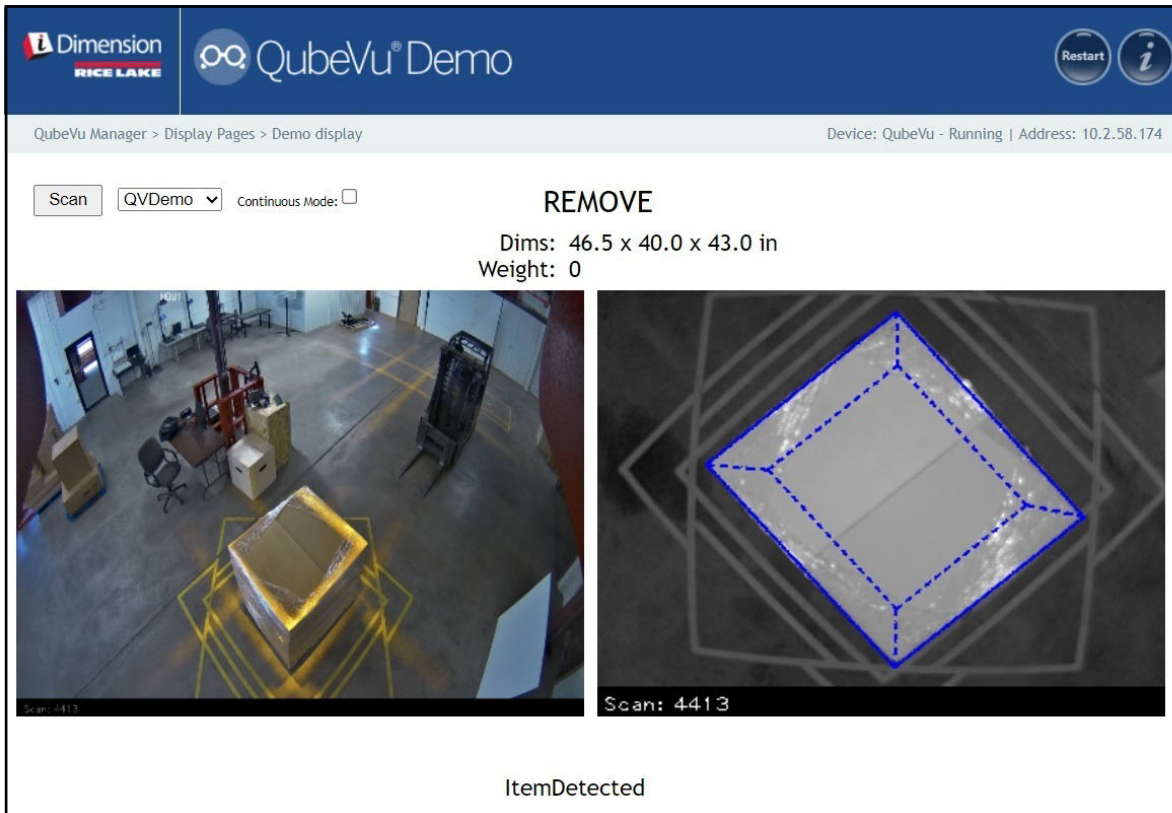 iDimension
RICE LAKE
QubeVu® Demo
Restart
i
QubeVu Manager > Display Pages > Demo display
Device: QubeVu - Running | Address: 10.2.58.174
Scan
QVDemo
Continuous Mode:
REMOVE
Dims: 46.5 x 40.0 x 43.0 in
Weight: 0
Scan: 4413
Scan: 4413
ItemDetected